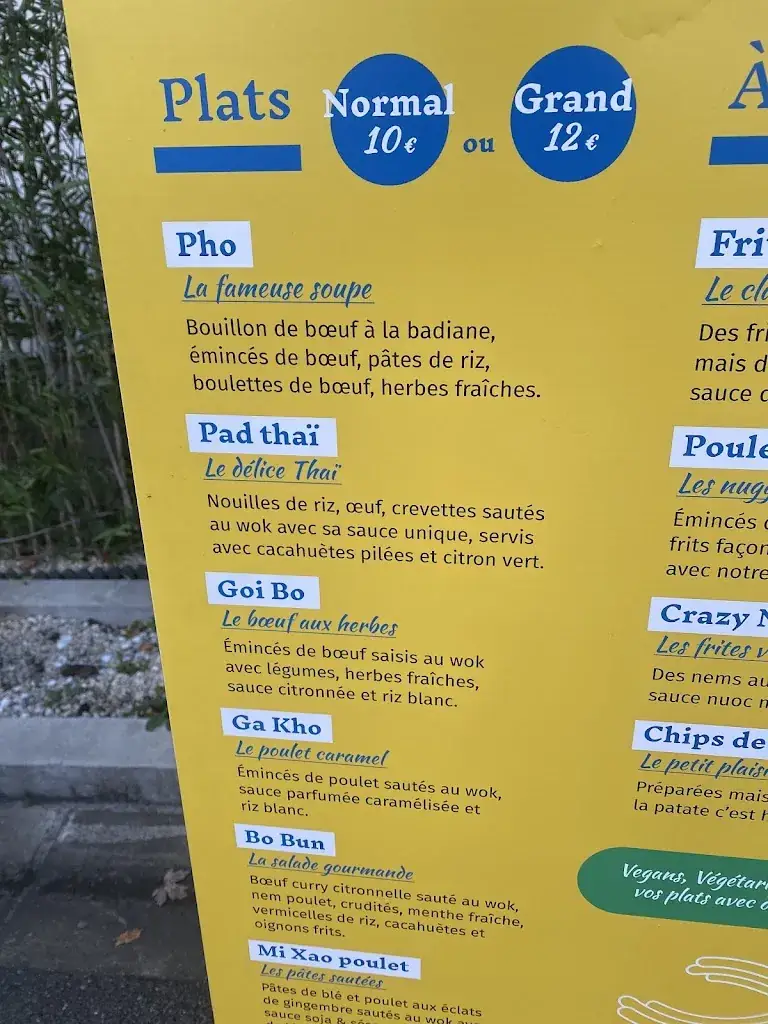 Plats
Normal
10€
ou
Grand
12€
Pho
La fameuse soupe
Bouillon de bœuf à la badiane,
émincés de bœuf, pâtes de riz,
boulettes de bœuf, herbes fraîches.
Pad thaï
Le délice Thaï
Nouilles de riz, œuf, crevettes sautés
au wok avec sa sauce unique, servis
avec cacahuètes pilées et citron vert.
Goi Bo
Le bœuf aux herbes
Émincés de bœuf saisis au wok
avec légumes, herbes fraîches,
sauce citronnée et riz blanc.
Ga Kho
Le poulet caramel
Émincés de poulet sautés au wok,
sauce parfumée caramélisée et
riz blanc.
Bo Bun
La salade gourmande
Bœuf curry citronnelle sauté au wok,
nem poulet, crudités, menthe fraîche,
vermicelles de riz, cacahuètes et
oignons frits.
Mi Xao poulet
Les pâtes sautées
Pâtes de blé et poulet aux éclats
de gingembre sautés au wok
sauce soja &
À
Le
Des
mais
sauce
Les
Émincés
frits façon
avec notre
Crazy
Les frites
Des nems
sauce nuoc
Chips de
Le petit
Préparées
la patate c'est
Vegans,
vos plats avec